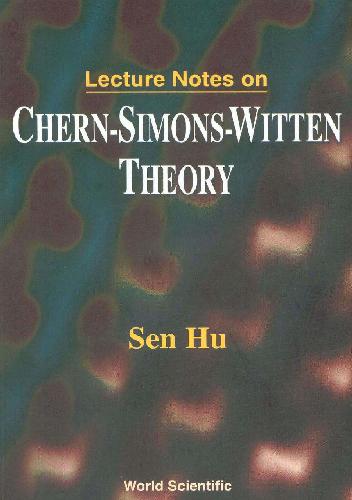 Lecture Notes on
CHERN-SIMONS-WITTEN
THEORY
Sen Hu
World Scientific